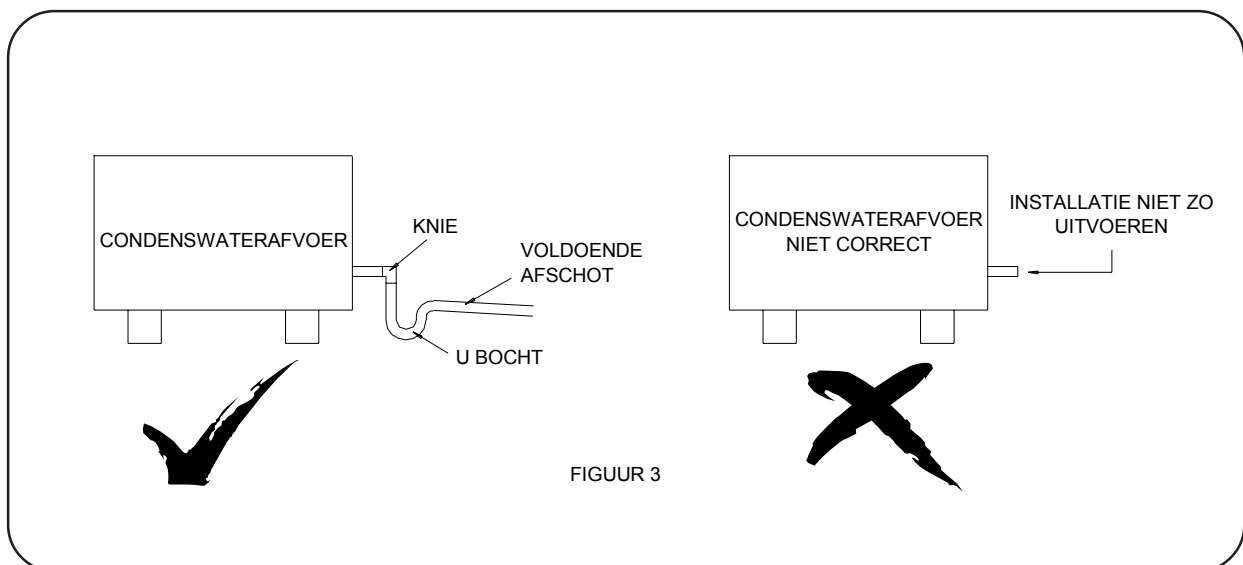 CONDENSWATERAFVOER
KNIE
VOLDOENDE
AFSCHOT
U BOCHT
CONDENSWATERAFVOER
NIET CORRECT
INSTALLATIE NIET ZO
UITVOEREN
FIGUUR 3